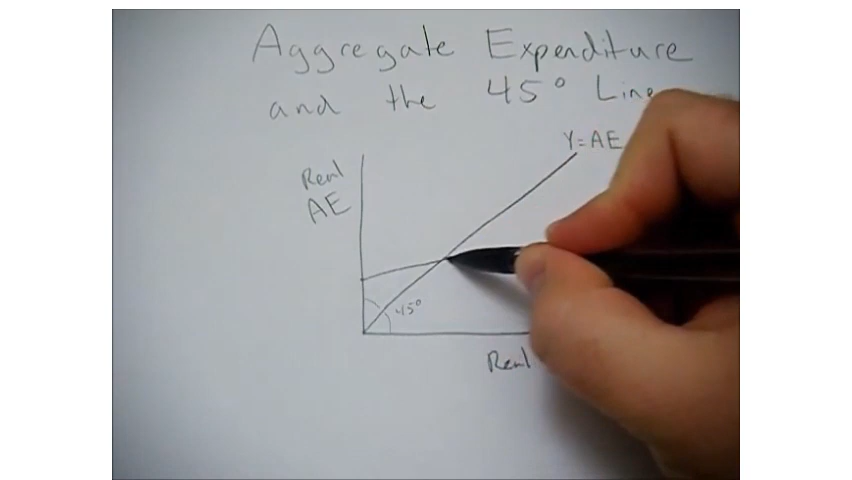 Aggregate Expenditure
and the 45° Line
Y=AE
Real
AE
45°
Real